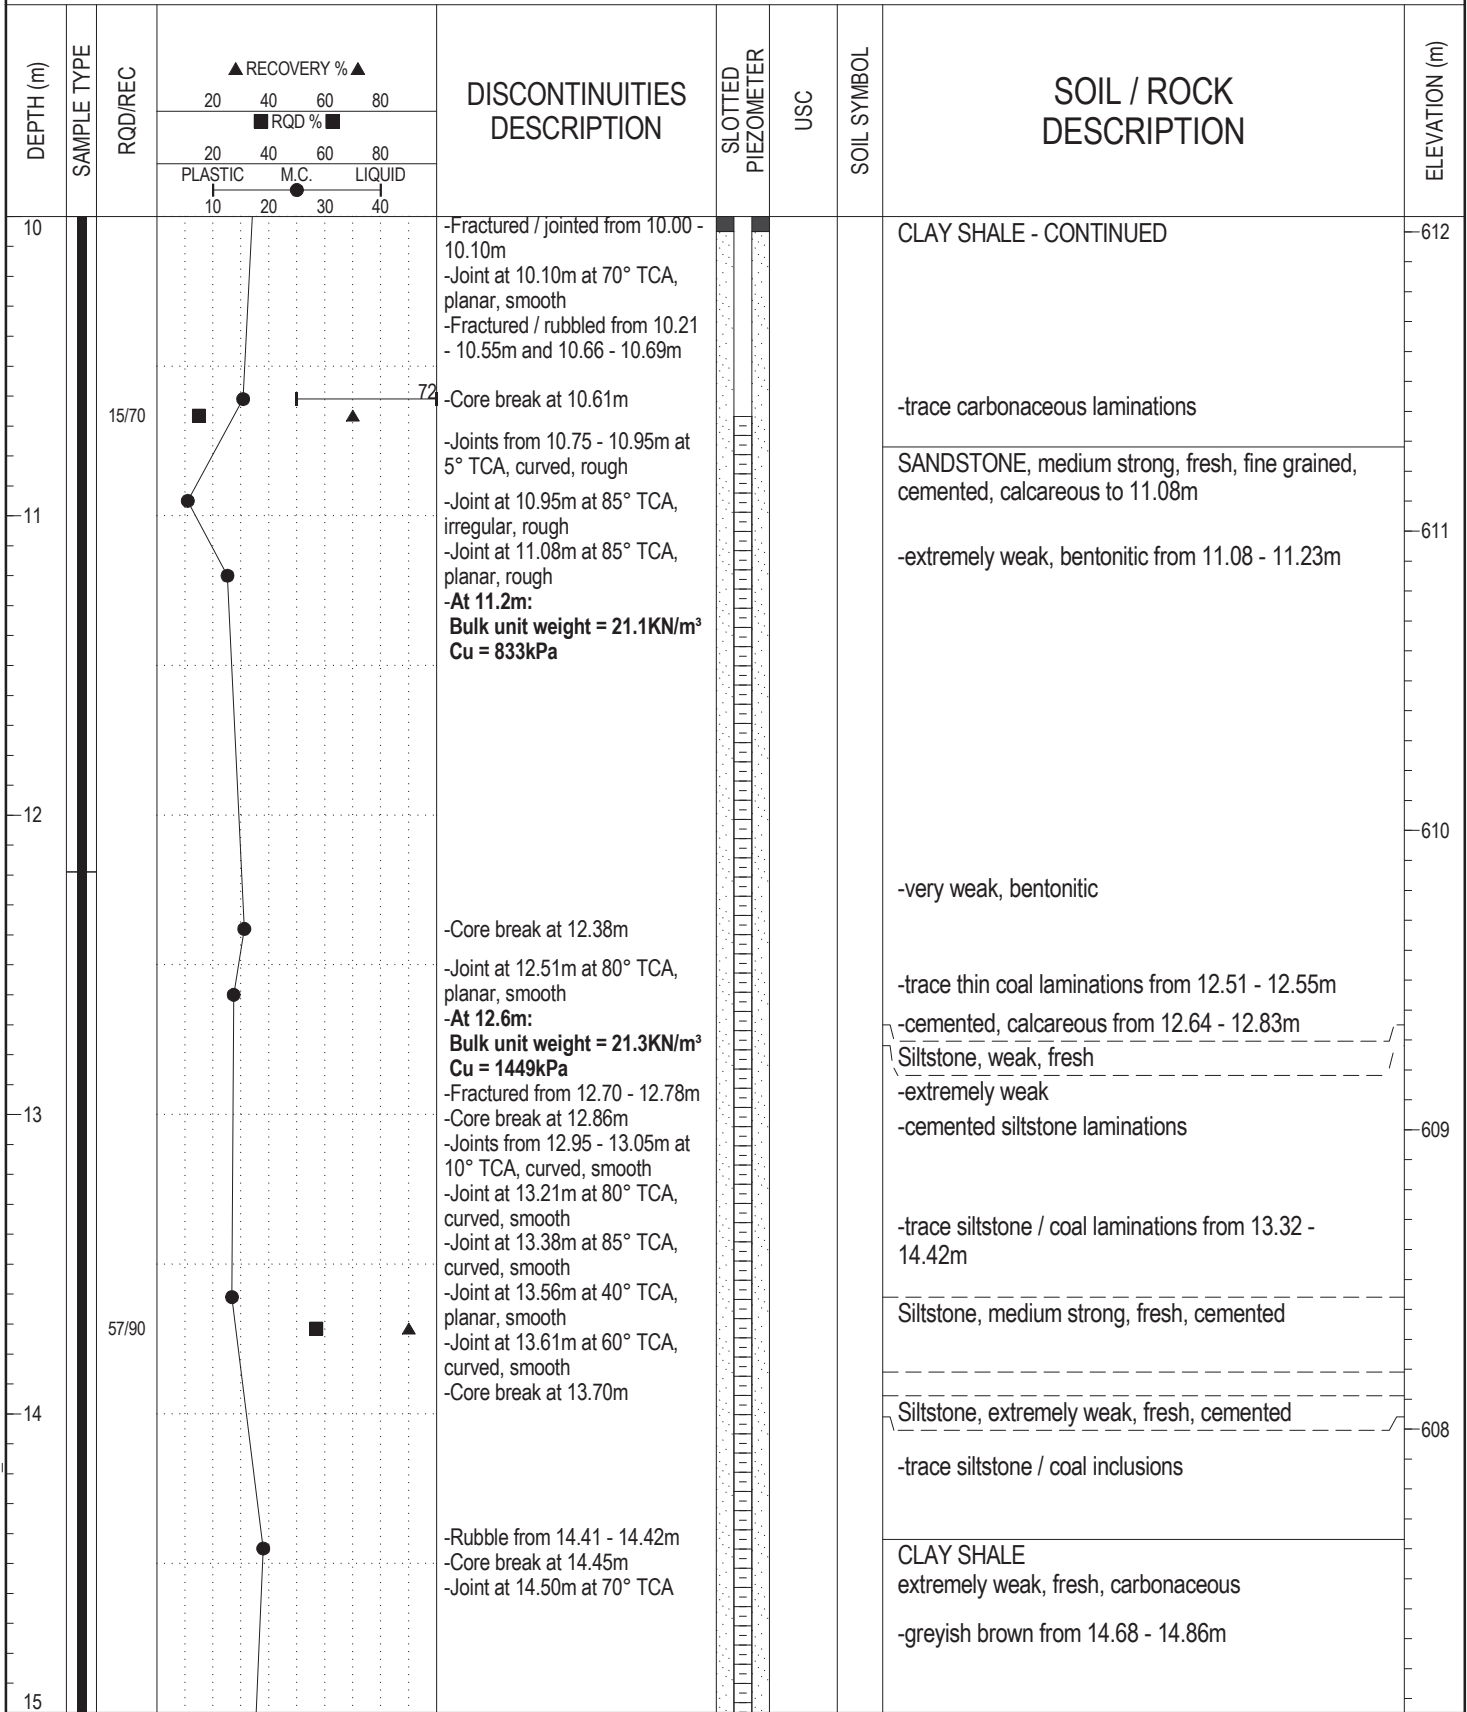 DEPTH (m)
SAMPLE TYPE
RQD/REC
▲ RECOVERY % ▲
20 40 60 80
■ RQD % ■
20 40 60 80
PLASTIC M.C. LIQUID
10 20 30 40
DISCONTINUITIES
DESCRIPTION
SLOTTED
PIEZOMETER
USC
SOIL SYMBOL
SOIL / ROCK
DESCRIPTION
ELEVATION (m)
10
11
12
13
14
15
15/70
57/90
72
-Fractured / jointed from 10.00 -
10.10m
-Joint at 10.10m at 70° TCA,
planar, smooth
-Fractured / rubbled from 10.21
- 10.55m and 10.66 - 10.69m
-Core break at 10.61m
-Joints from 10.75 - 10.95m at
5° TCA, curved, rough
-Joint at 10.95m at 85° TCA,
irregular, rough
-Joint at 11.08m at 85° TCA,
planar, rough
-At 11.2m:
Bulk unit weight = 21.1KN/m³
Cu = 833kPa
-Core break at 12.38m
-Joint at 12.51m at 80° TCA,
planar, smooth
-At 12.6m:
Bulk unit weight = 21.3KN/m³
Cu = 1449kPa
-Fractured from 12.70 - 12.78m
-Core break at 12.86m
-Joints from 12.95 - 13.05m at
10° TCA, curved, smooth
-Joint at 13.21m at 80° TCA,
curved, smooth
-Joint at 13.38m at 85° TCA,
curved, smooth
-Joint at 13.56m at 40° TCA,
planar, smooth
-Joint at 13.61m at 60° TCA,
curved, smooth
-Core break at 13.70m
-Rubble from 14.41 - 14.42m
-Core break at 14.45m
-Joint at 14.50m at 70° TCA
CLAY SHALE - CONTINUED
-trace carbonaceous laminations
SANDSTONE, medium strong, fresh, fine grained,
cemented, calcareous to 11.08m
-extremely weak, bentonitic from 11.08 - 11.23m
-very weak, bentonitic
-trace thin coal laminations from 12.51 - 12.55m
-cemented, calcareous from 12.64 - 12.83m
Siltstone, weak, fresh
-extremely weak
-cemented siltstone laminations
-trace siltstone / coal laminations from 13.32 -
14.42m
Siltstone, medium strong, fresh, cemented
Siltstone, extremely weak, fresh, cemented
-trace siltstone / coal inclusions
CLAY SHALE
extremely weak, fresh, carbonaceous
-greyish brown from 14.68 - 14.86m
612
611
610
609
608